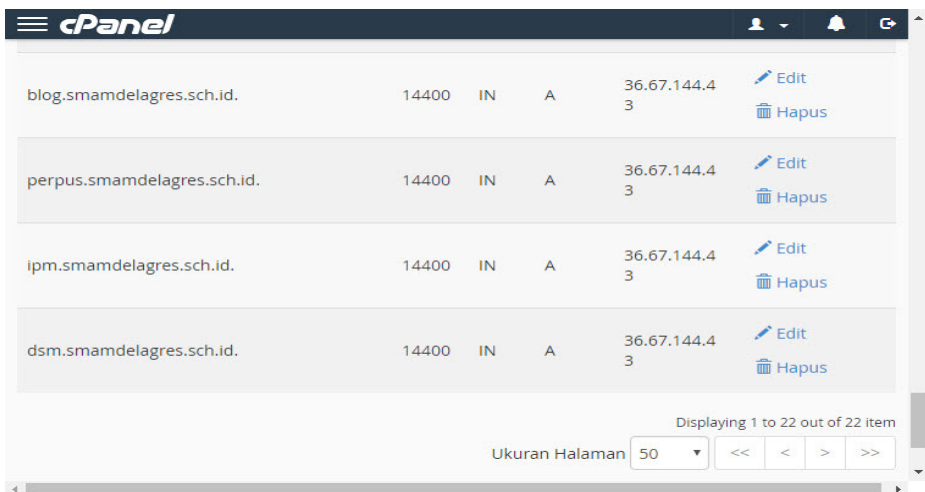 cPanel
blog.smamdelagres.sch.id. 14400 IN A 36.67.144.4
3
Edit
Hapus
perpus.smamdelagres.sch.id. 14400 IN A 36.67.144.4
3
Edit
Hapus
ipm.smamdelagres.sch.id. 14400 IN A 36.67.144.4
3
Edit
Hapus
dsm.smamdelagres.sch.id. 14400 IN A 36.67.144.4
3
Edit
Hapus
Displaying 1 to 22 out of 22 item
Ukuran Halaman 50 << < > >>